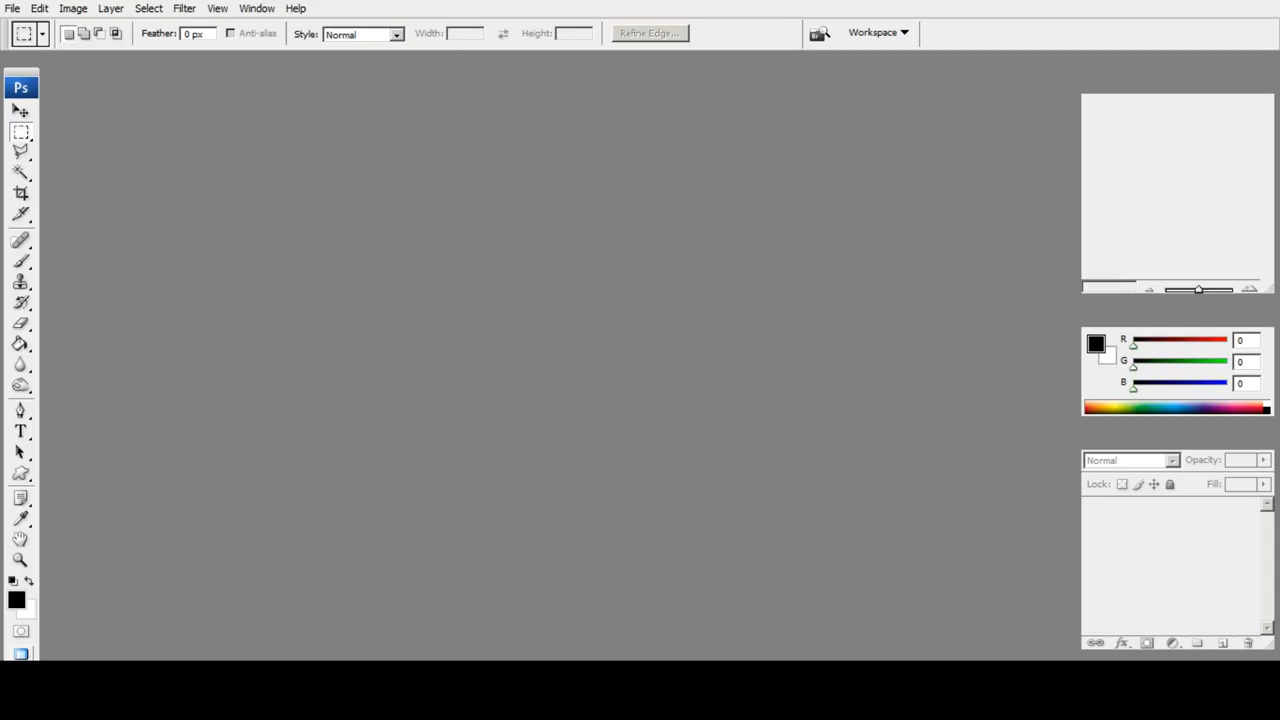 File Edit Image Layer Select Filter View Window Help
Feather: 0 px Anti-alias Style: Normal Width: Height: Refine Edge... Workspace
Ps
R 0
G 0
B 0
Normal Opacity:
Lock: Fill:
T
fx